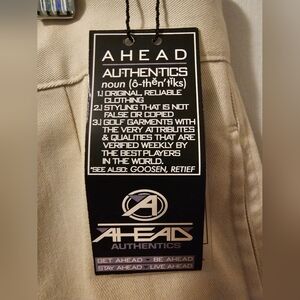 AHEAD
AUTHENTICS
noun (ô-thĕn′tĭks)
1.) ORIGINAL, RELIABLE
CLOTHING
2.) STYLING THAT IS NOT
FALSE OR COPIED
3.) GOLF GARMENTS WITH
THE VERY ATTRIBUTES
& QUALITIES THAT ARE
VERIFIED WEEKLY BY
THE BEST PLAYERS
IN THE WORLD.
*SEE ALSO: GOOSEN, RETIEF
AHEAD
AUTHENTICS
GET AHEAD - BE AHEAD
STAY AHEAD - LIVE AHEAD